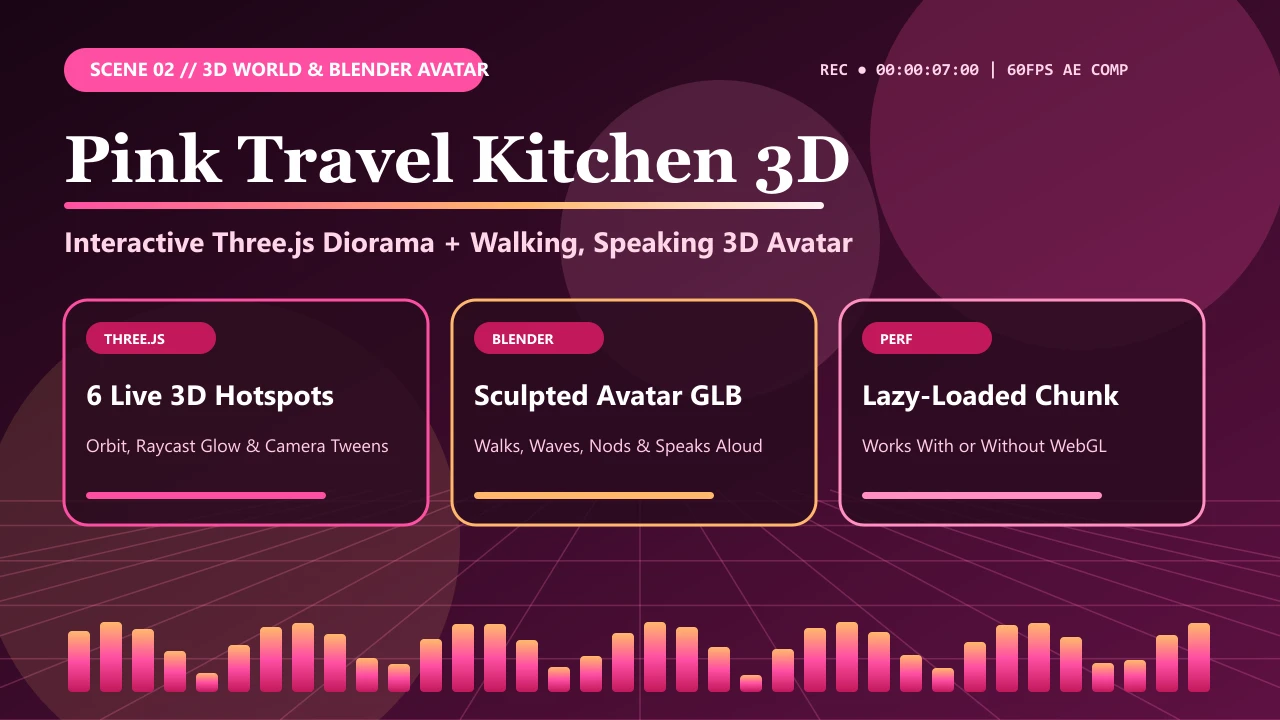 SCENE 02 // 3D WORLD & BLENDER AVATAR
REC ● 00:00:07:00 | 60FPS AE COMP
Pink Travel Kitchen 3D
Interactive Three.js Diorama + Walking, Speaking 3D Avatar
THREE.JS
6 Live 3D Hotspots
Orbit, Raycast Glow & Camera Tweens
BLENDER
Sculpted Avatar GLB
Walks, Waves, Nods & Speaks Aloud
PERF
Lazy-Loaded Chunk
Works With or Without WebGL